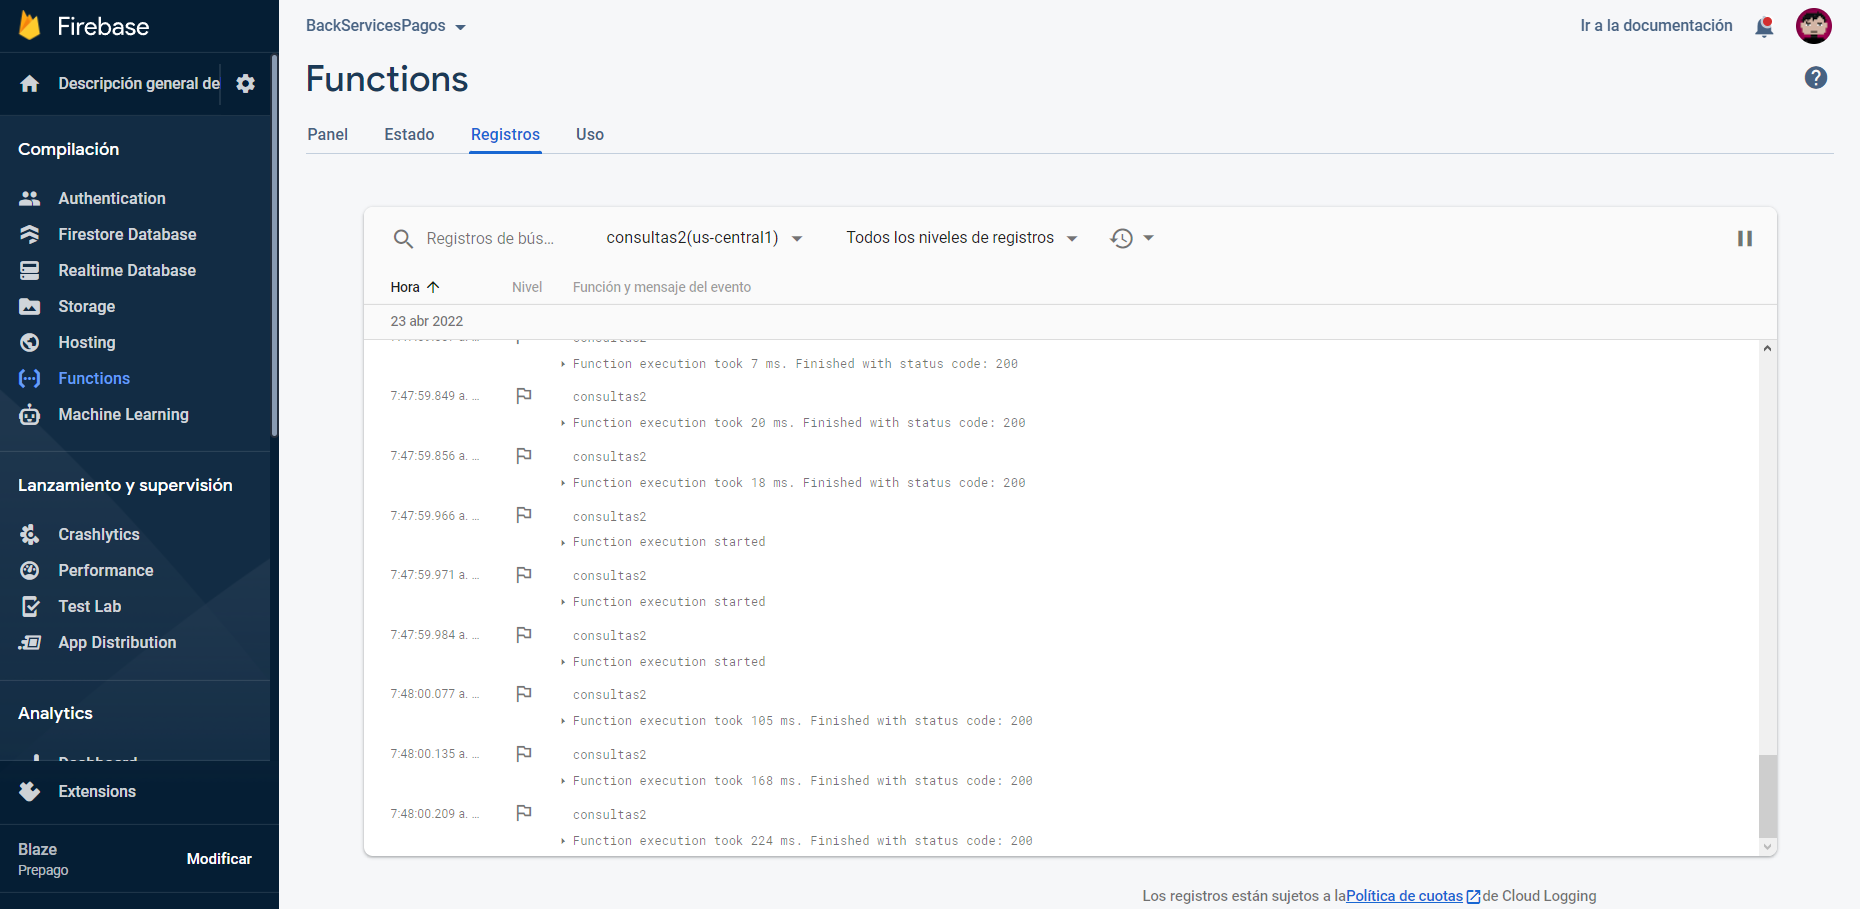 Firebase
Descripción general de
Compilación
Authentication
Firestore Database
Realtime Database
Storage
Hosting
Functions
Machine Learning
Lanzamiento y supervisión
Crashlytics
Performance
Test Lab
App Distribution
Analytics
Dashboard
Extensions
Blaze
Prepago
Modificar
BackServicesPagos
Ir a la documentación
Functions
Panel Estado Registros Uso
Registros de bús... consultas2(us-central1) Todos los niveles de registros
Hora Nivel Función y mensaje del evento
23 abr 2022
consultas2
Function execution took 7 ms. Finished with status code: 200
7:47:59.849 a. ... consultas2
Function execution took 20 ms. Finished with status code: 200
7:47:59.856 a. ... consultas2
Function execution took 18 ms. Finished with status code: 200
7:47:59.966 a. ... consultas2
Function execution started
7:47:59.971 a. ... consultas2
Function execution started
7:47:59.984 a. ... consultas2
Function execution started
7:48:00.077 a. ... consultas2
Function execution took 105 ms. Finished with status code: 200
7:48:00.135 a. ... consultas2
Function execution took 168 ms. Finished with status code: 200
7:48:00.209 a. ... consultas2
Function execution took 224 ms. Finished with status code: 200
Los registros están sujetos a laPolítica de cuotas de Cloud Logging